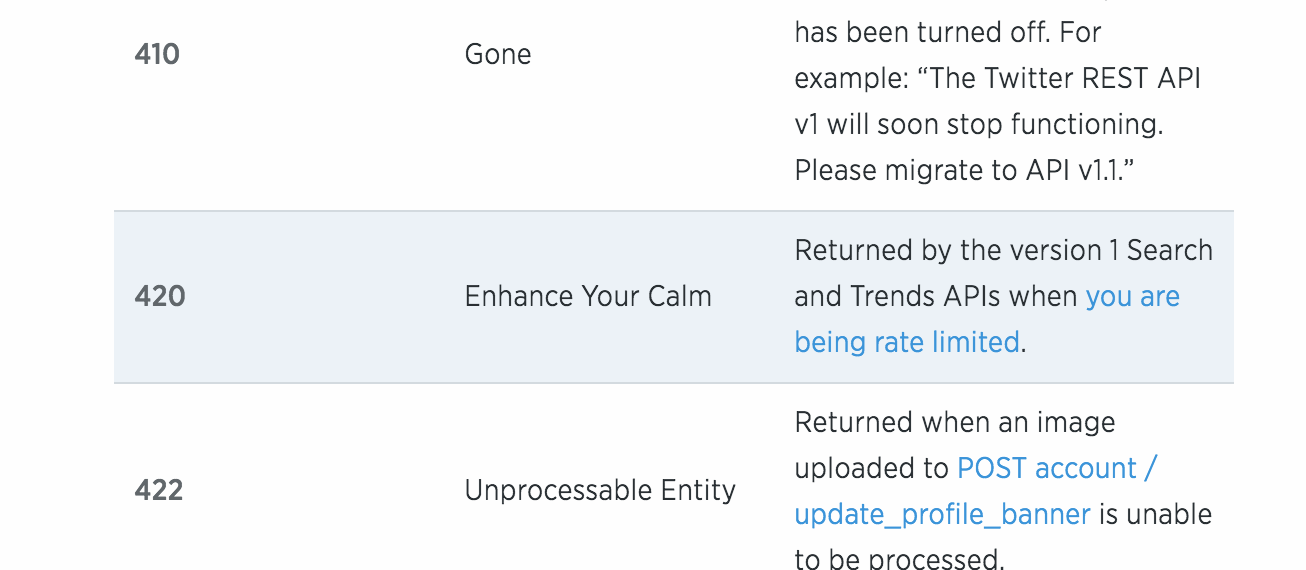 410
Gone
has been turned off. For
example: “The Twitter REST API
v1 will soon stop functioning.
Please migrate to API v1.1.”
420
Enhance Your Calm
Returned by the version 1 Search
and Trends APIs when you are
being rate limited.
422
Unprocessable Entity
Returned when an image
uploaded to POST account /
update_profile_banner is unable
to be processed.